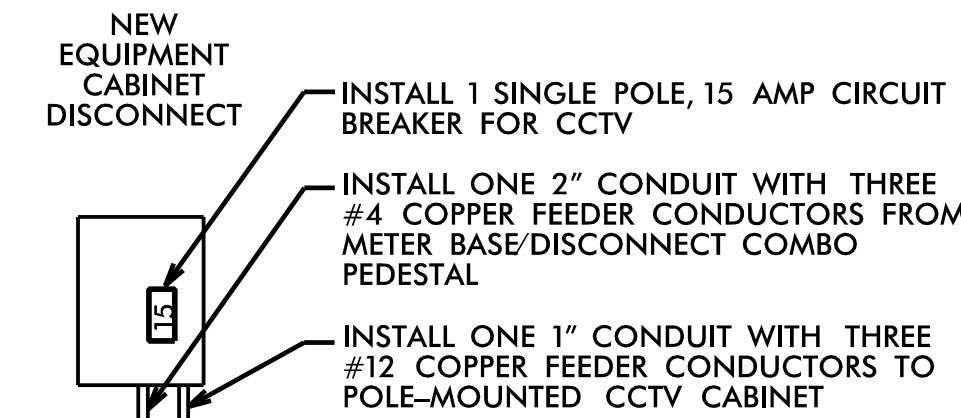 NEW
EQUIPMENT
CABINET
DISCONNECT
INSTALL 1 SINGLE POLE, 15 AMP CIRCUIT
BREAKER FOR CCTV
INSTALL ONE 2" CONDUIT WITH THREE
#4 COPPER FEEDER CONDUCTORS FROM
METER BASE/DISCONNECT COMBO
PEDESTAL
15
INSTALL ONE 1" CONDUIT WITH THREE
#12 COPPER FEEDER CONDUCTORS TO
POLE–MOUNTED CCTV CABINET